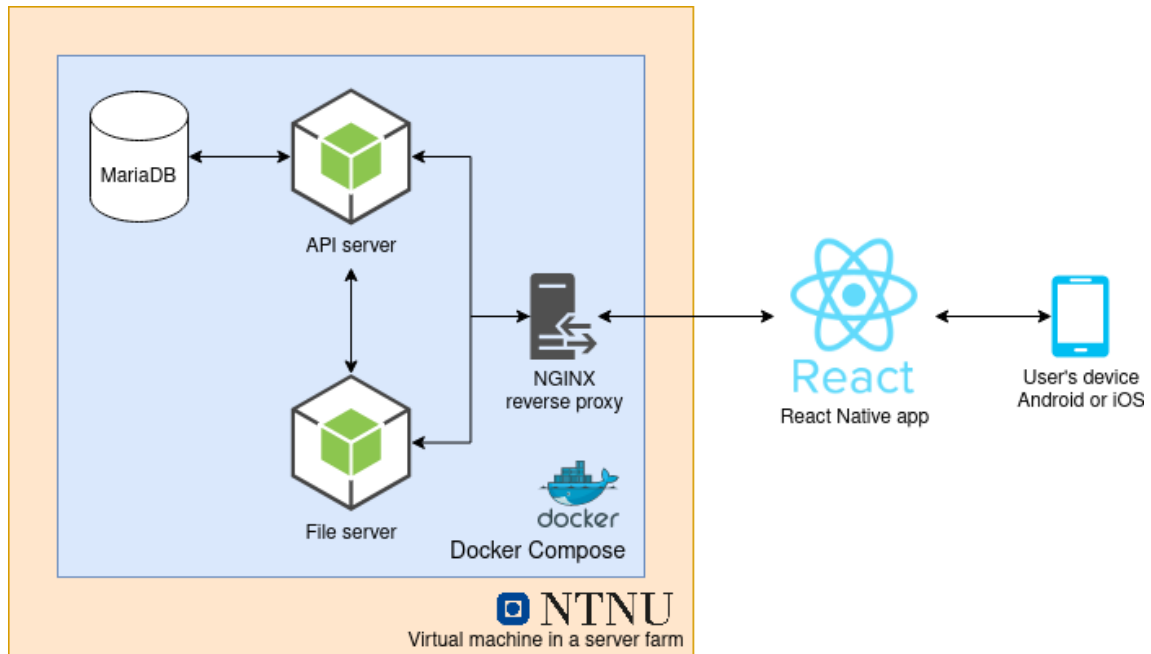 MariaDB
API server
File server
NGINX
reverse proxy
docker
Docker Compose
NTNU
Virtual machine in a server farm
React
React Native app
User's device
Android or iOS